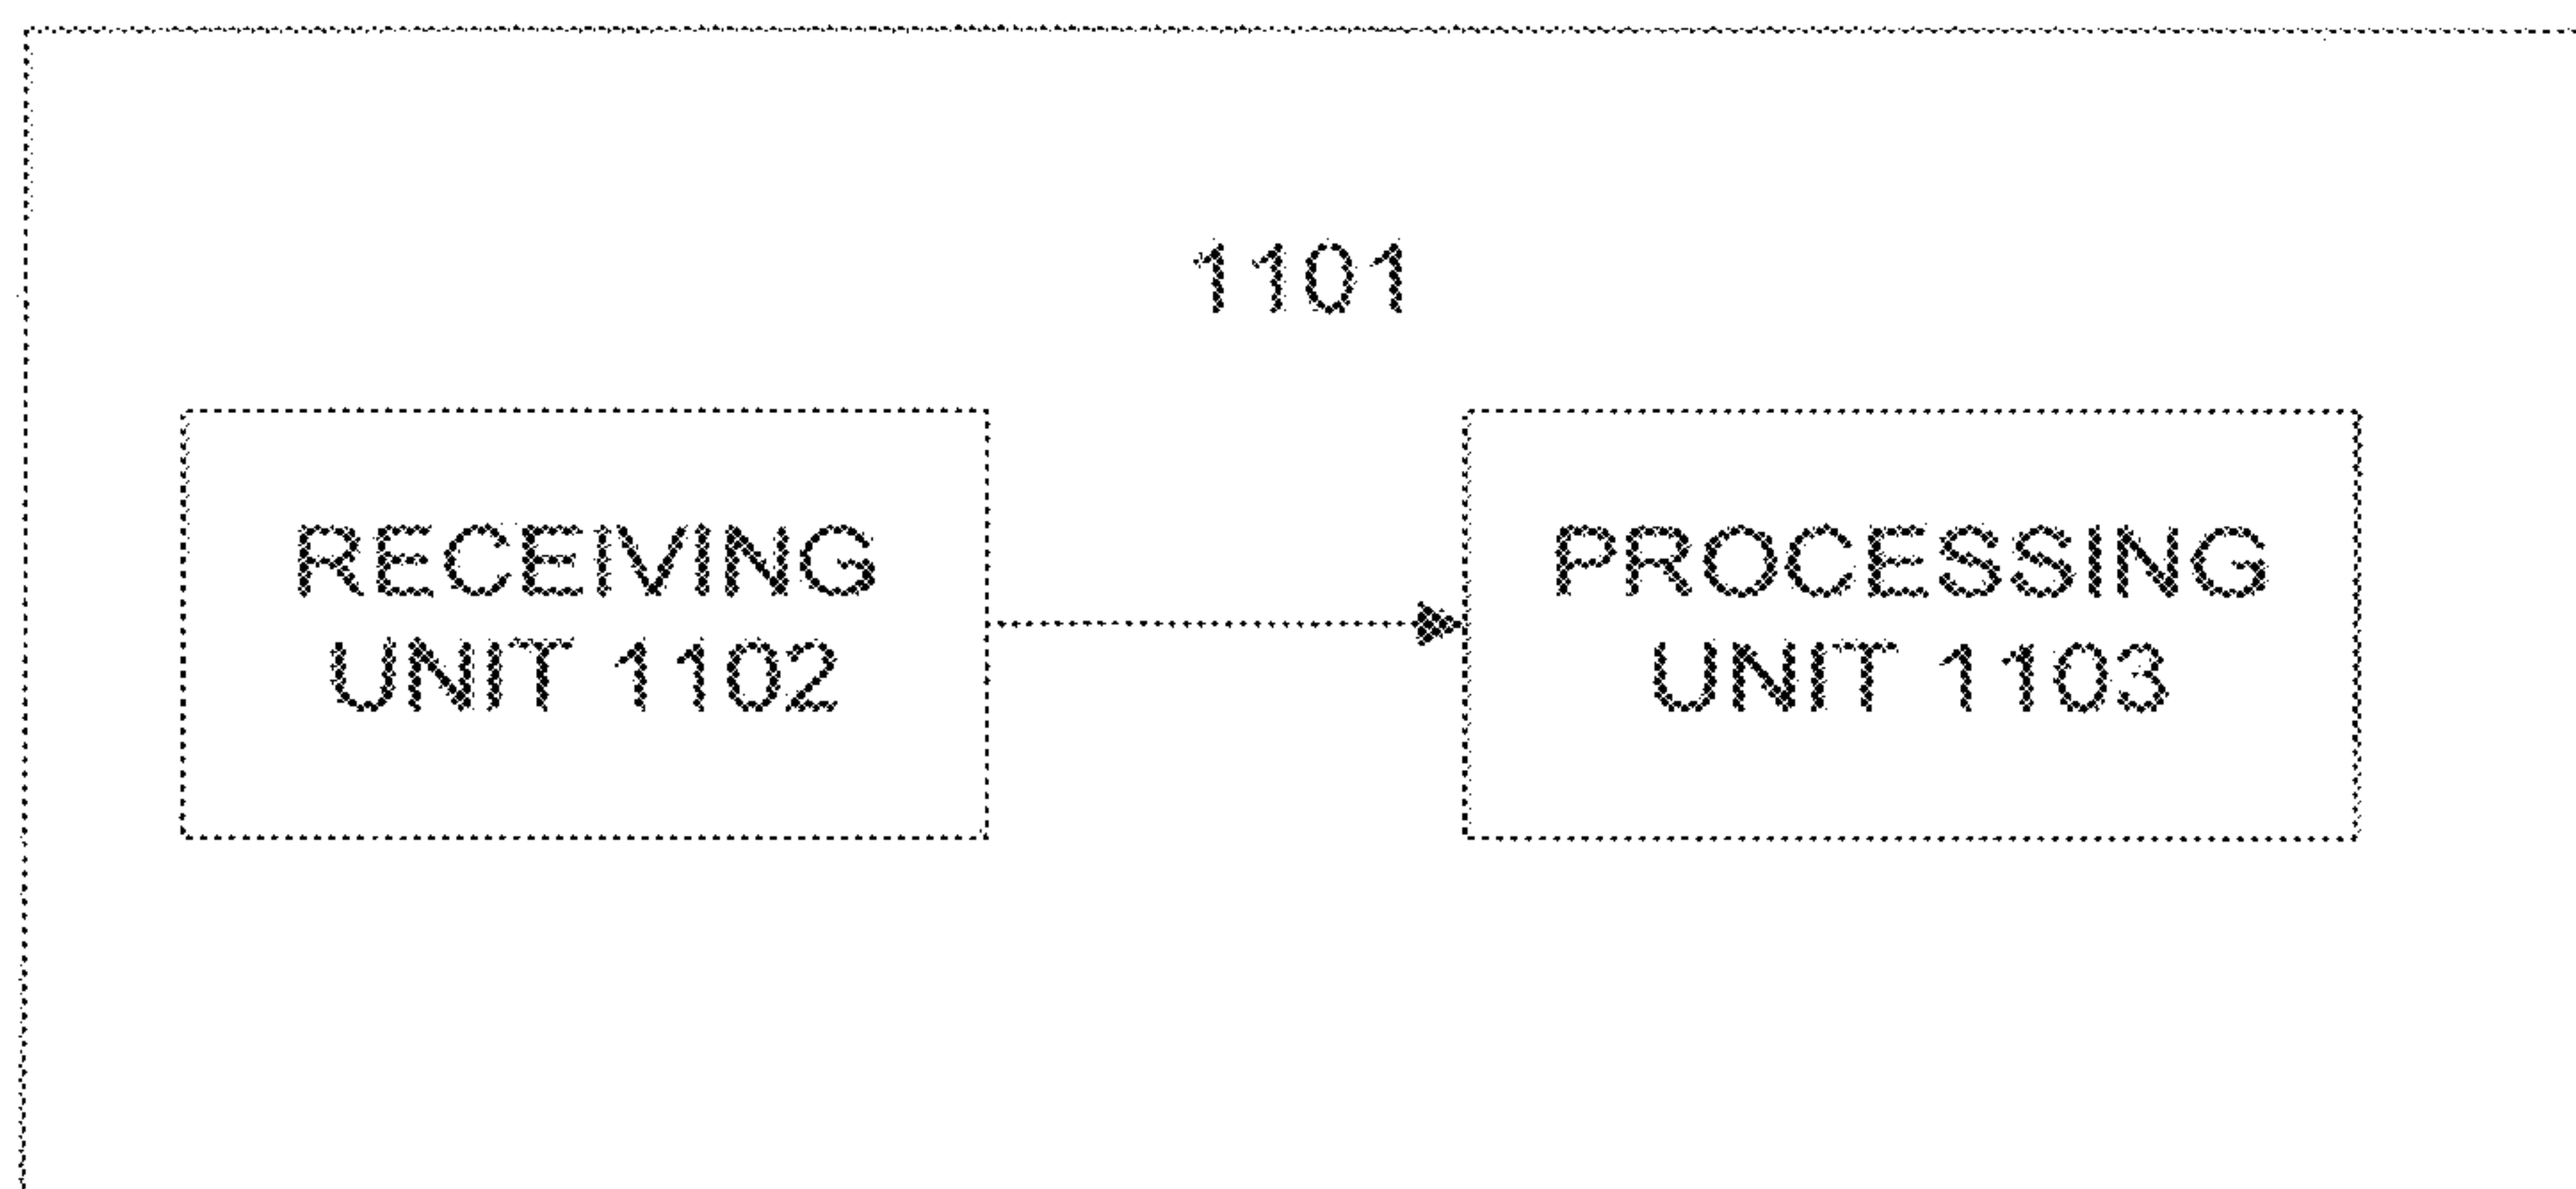 1101
RECEIVING
UNIT 1102
PROCESSING
UNIT 1103